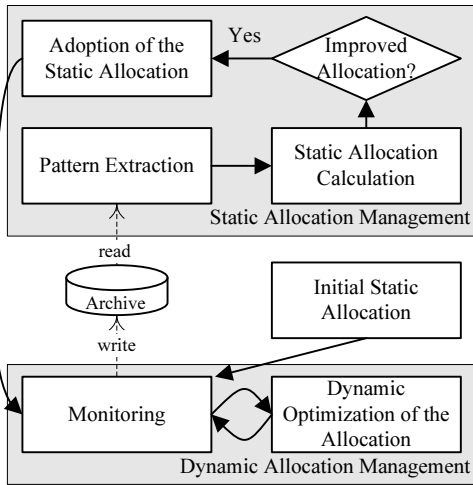 Adoption of the
Static Allocation
Yes
Improved
Allocation?
Pattern Extraction
Static Allocation
Calculation
Static Allocation Management
read
Archive
write
Initial Static
Allocation
Monitoring
Dynamic
Optimization of the
Allocation
Dynamic Allocation Management